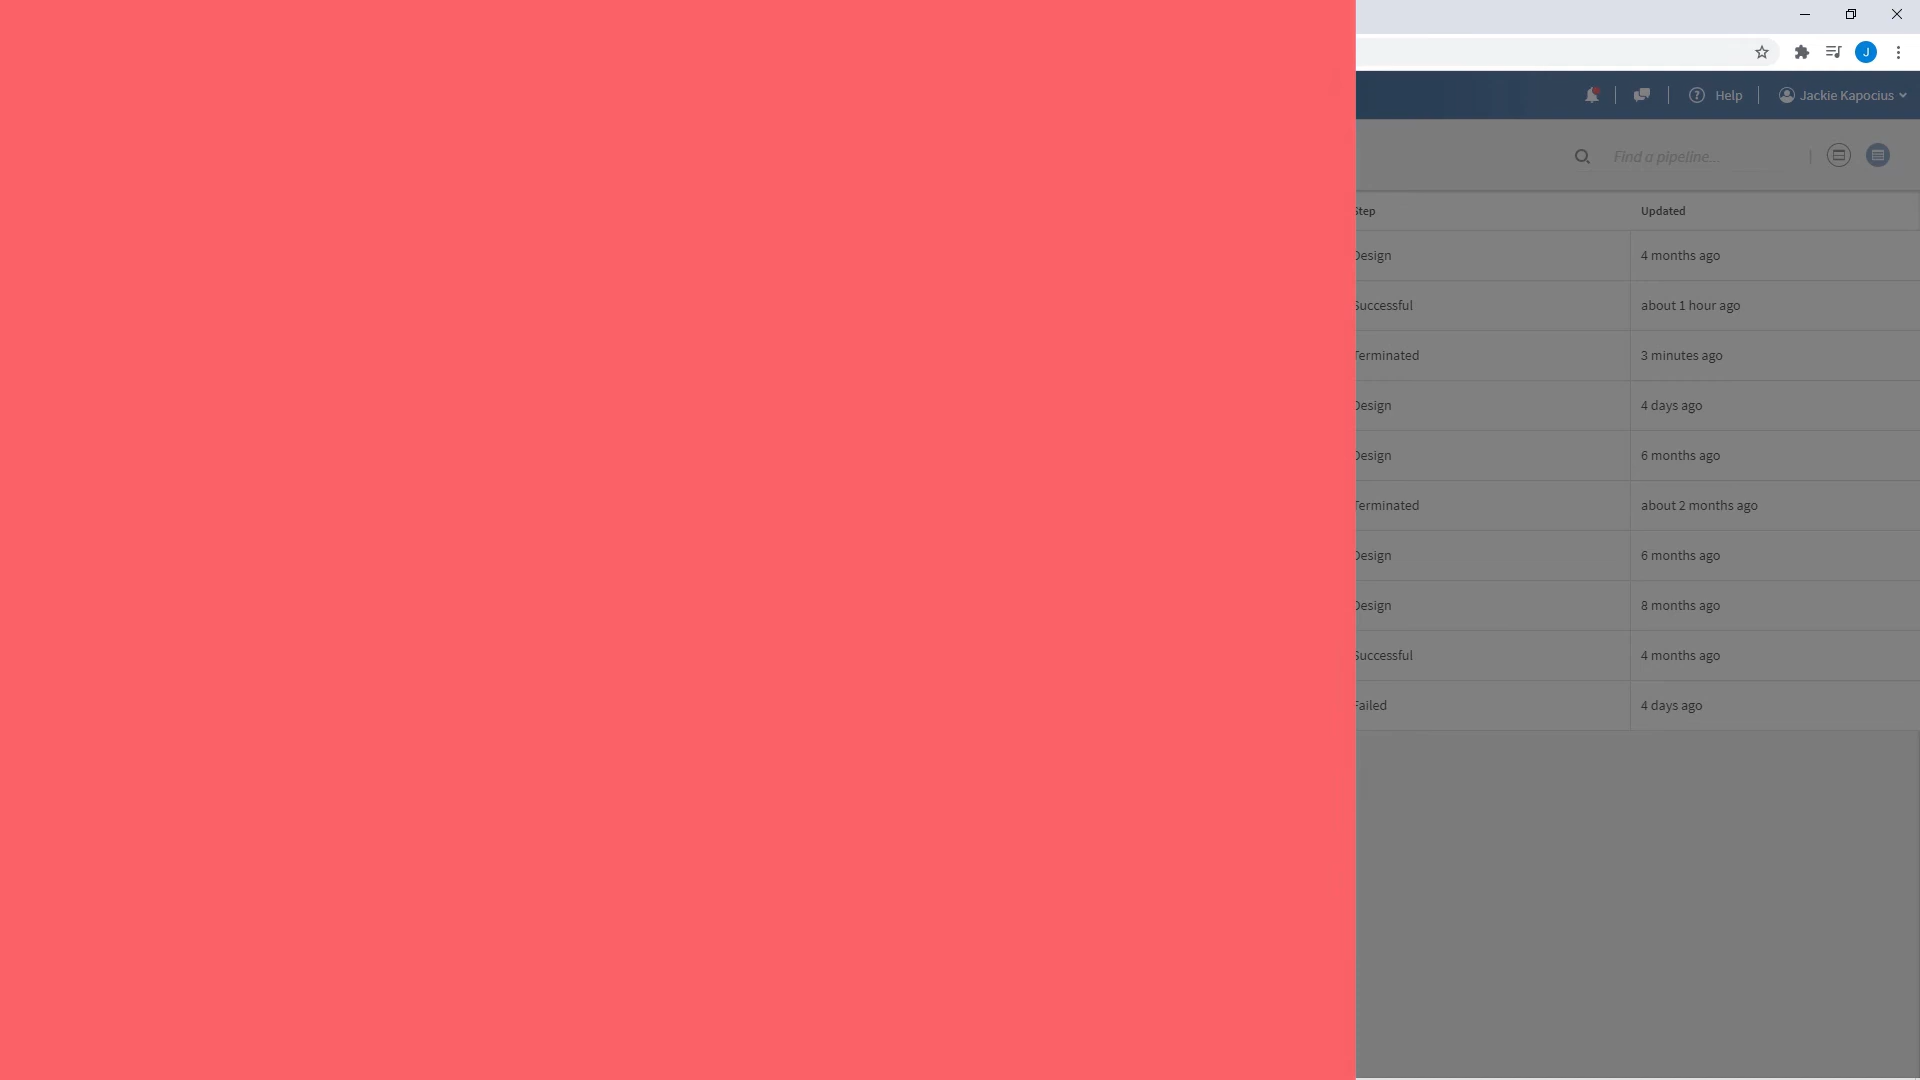 J
Help
Jackie Kapocius
Find a pipeline...
Step Updated
Design 4 months ago
Successful about 1 hour ago
Terminated 3 minutes ago
Design 4 days ago
Design 6 months ago
Terminated about 2 months ago
Design 6 months ago
Design 8 months ago
Successful 4 months ago
Failed 4 days ago